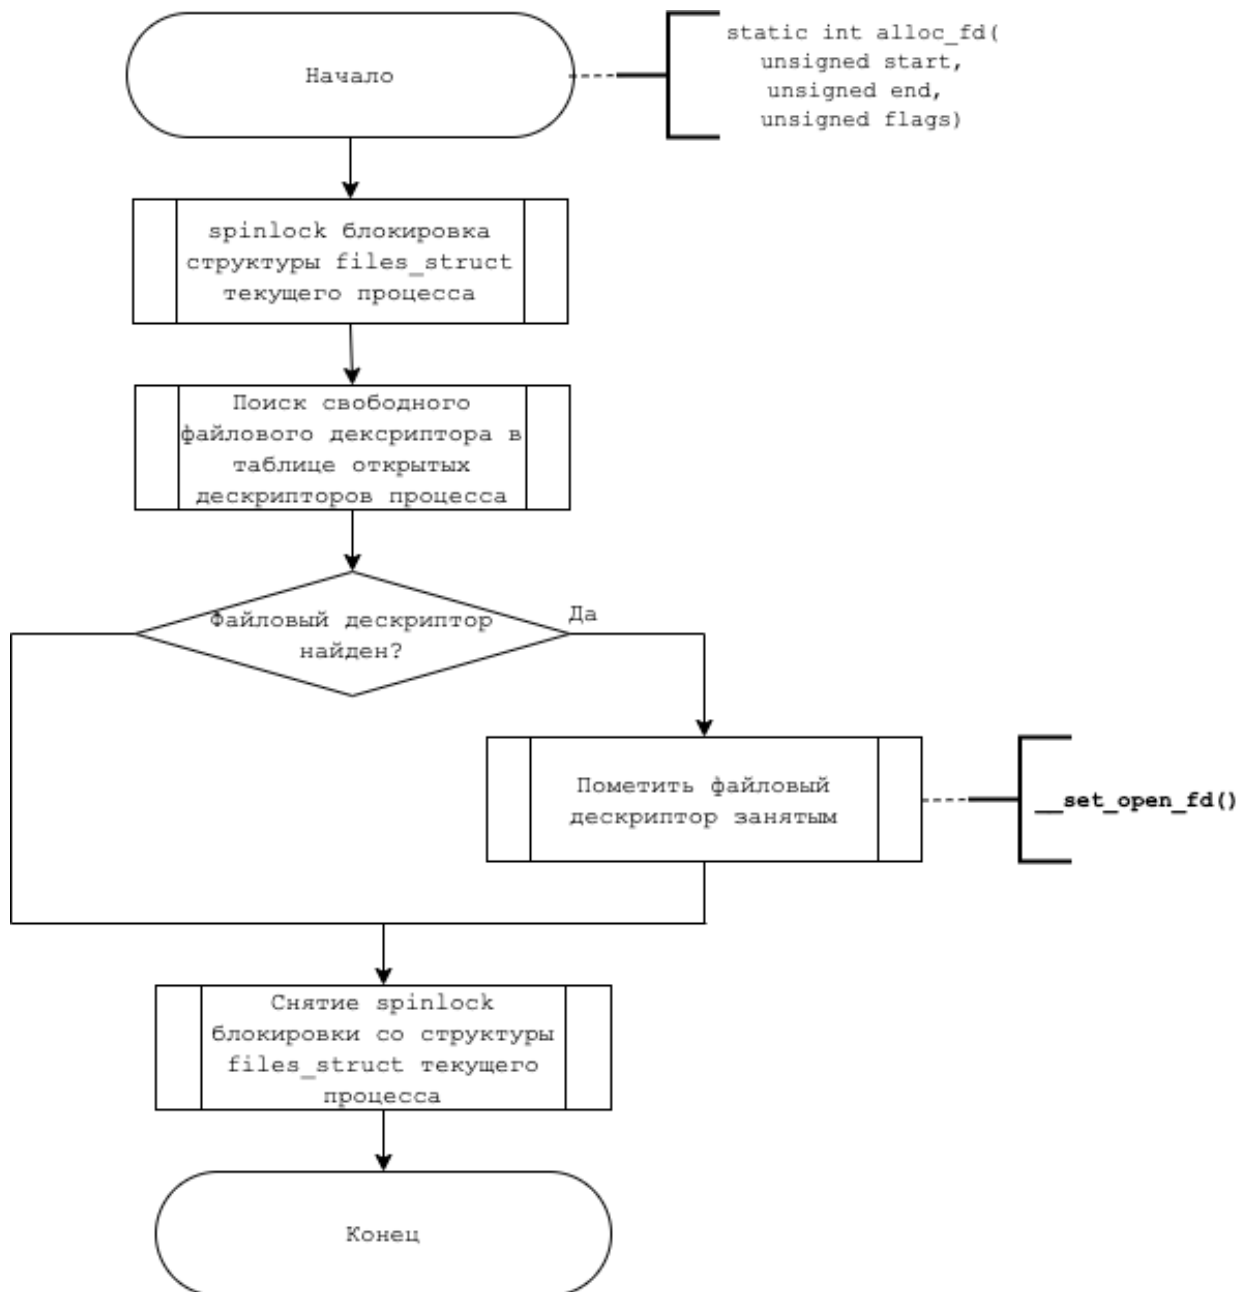 Начало
static int alloc_fd(
unsigned start,
unsigned end,
unsigned flags)
spinlock блокировка
структуры files_struct
текущего процесса
Поиск свободного
файлового дексриптора в
таблице открытых
дескрипторов процесса
Файловый дескриптор
найден?
Да
Пометить файловый
дескриптор занятым
__set_open_fd()
Снятие spinlock
блокировки со структуры
files_struct текущего
процесса
Конец